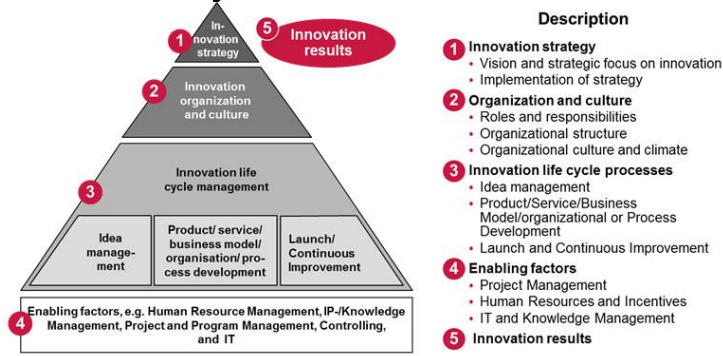 1
In-
novation
strategy
5
Innovation
results
2
Innovation
organization
and culture
3
Innovation life
cycle management
Idea
manage-
ment
Product/ service/
business model/
organisation/ pro-
cess development
Launch/
Continuous
Improvement
4
Enabling factors, e.g. Human Resource Management, IP-/Knowledge
Management, Project and Program Management, Controlling,
and IT
Description
1 Innovation strategy
• Vision and strategic focus on innovation
• Implementation of strategy
2 Organization and culture
• Roles and responsibilities
• Organizational structure
• Organizational culture and climate
3 Innovation life cycle processes
• Idea management
• Product/Service/Business
Model/organizational or Process
Development
• Launch and Continuous Improvement
4 Enabling factors
• Project Management
• Human Resources and Incentives
• IT and Knowledge Management
5 Innovation results